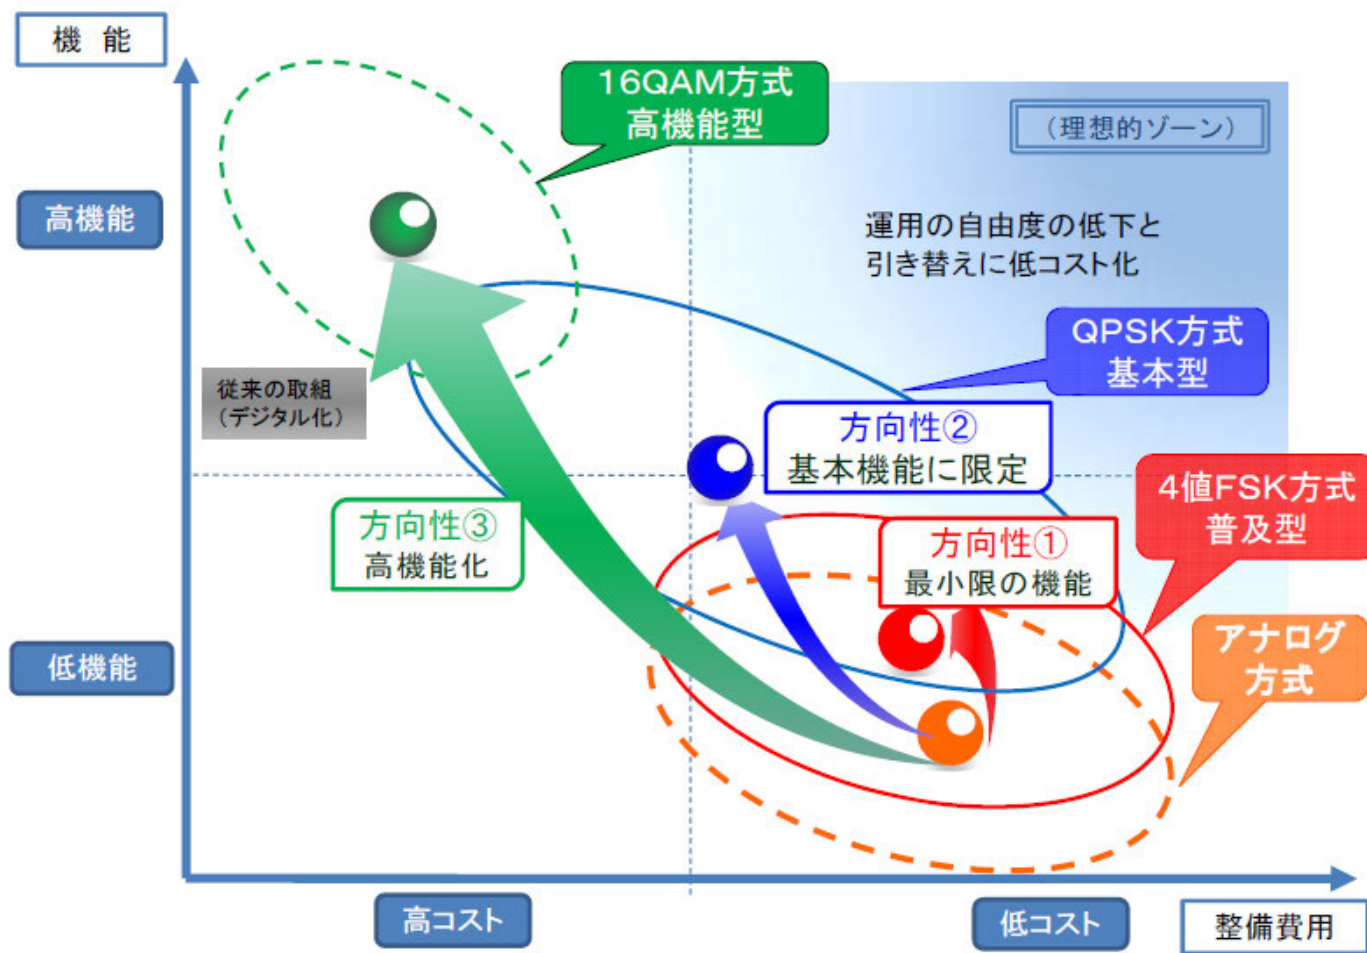 機 能
16QAM方式
高機能型
(理想的ゾーン)
高機能
運用の自由度の低下と
引き替えに低コスト化
QPSK方式
基本型
従来の取組
(デジタル化)
方向性②
基本機能に限定
4値FSK方式
普及型
方向性③
高機能化
方向性①
最小限の機能
アナログ
方式
低機能
高コスト
低コスト
整備費用